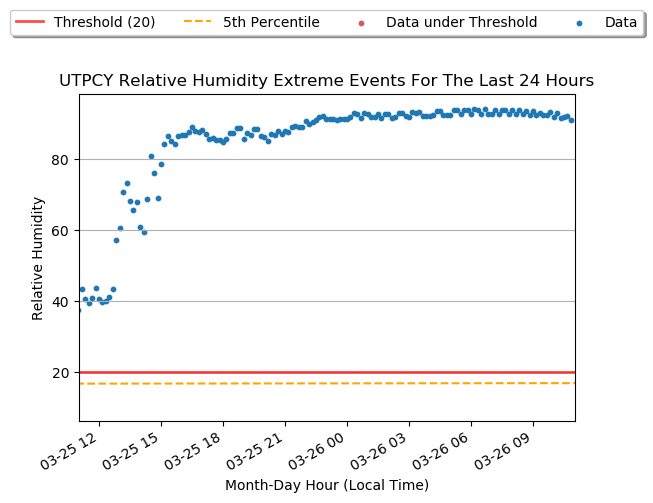 Threshold (20) 5th Percentile Data under Threshold Data
UTPCY Relative Humidity Extreme Events For The Last 24 Hours
80
60
40
20
Relative Humidity
03-25 12 03-25 15 03-25 18 03-25 21 03-26 00 03-26 03 03-26 06 03-26 09
Month-Day Hour (Local Time)